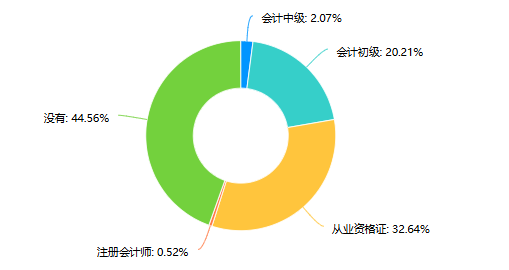 会计中级: 2.07%
会计初级: 20.21%
没有: 44.56%
从业资格证: 32.64%
注册会计师: 0.52%